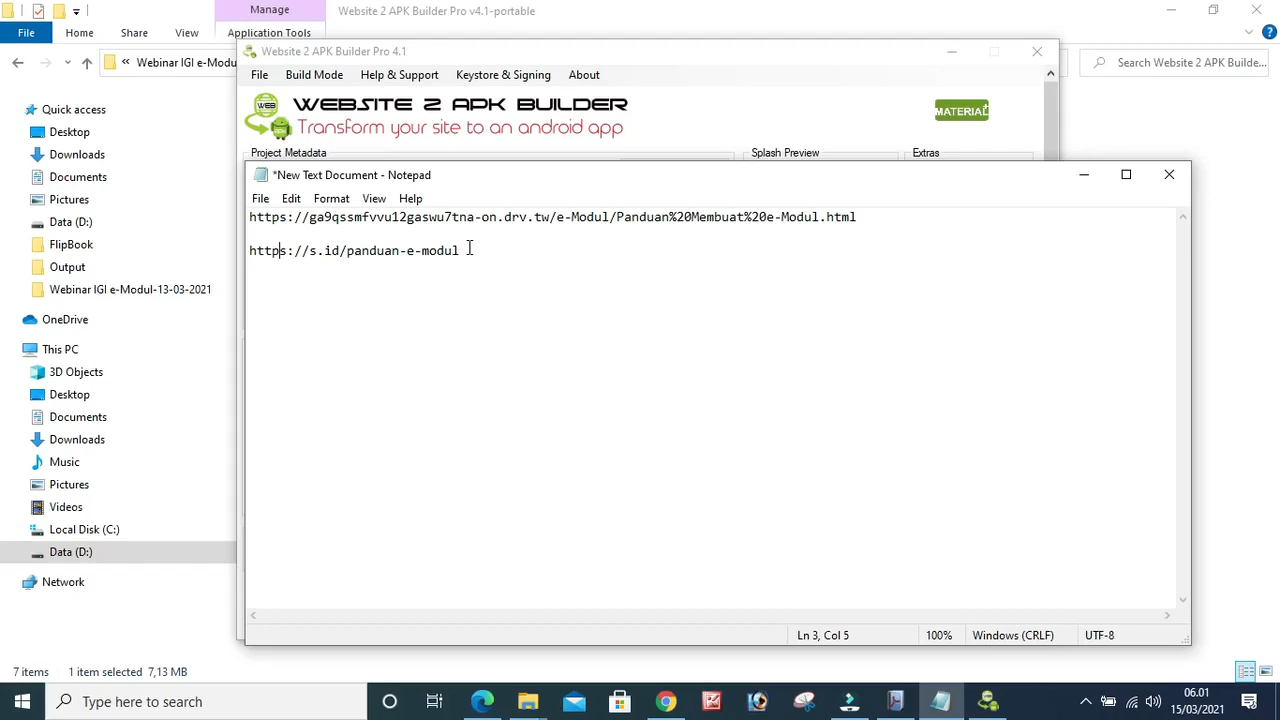 Manage
Website 2 APK Builder Pro v4.1-portable
File Home Share View Application Tools
« Webinar IGI e-Modu
Search Website 2 APK Builde...
Website 2 APK Builder Pro 4.1
File Build Mode Help & Support Keystore & Signing About
WEB
WEBSITE 2 APK BUILDER
Transform your site to an android app
MATERIAL+
Project Metadata
Splash Preview
Extras
*New Text Document - Notepad
File Edit Format View Help
https://ga9qssmfvvu12gaswu7tna-on.drv.tw/e-Modul/Panduan%20Membuat%20e-Modul.html
https://s.id/panduan-e-modul
Ln 3, Col 5
100%
Windows (CRLF)
UTF-8
Quick access
Desktop
Downloads
Documents
Pictures
Data (D:)
FlipBook
Output
Webinar IGI e-Modul-13-03-2021
OneDrive
This PC
3D Objects
Desktop
Documents
Downloads
Music
Pictures
Videos
Local Disk (C:)
Data (D:)
Network
7 items 1 item selected 7,13 MB
Type here to search
06.01
15/03/2021